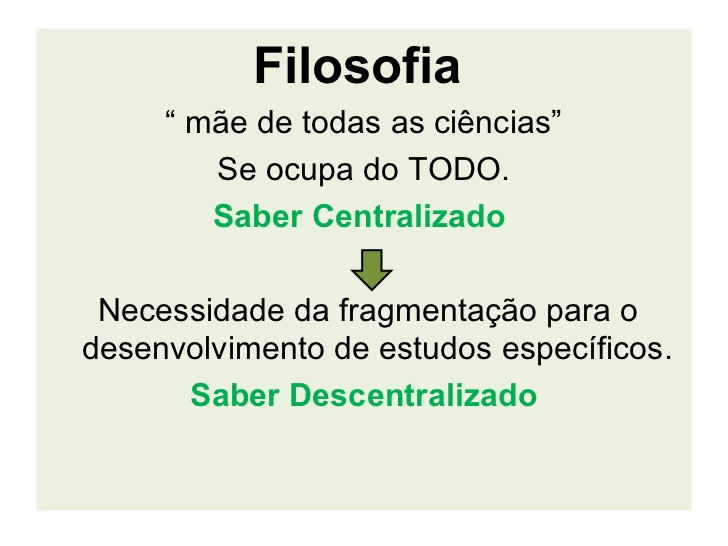 Filosofia
“ mãe de todas as ciências”
Se ocupa do TODO.
Saber Centralizado
Necessidade da fragmentação para o
desenvolvimento de estudos específicos.
Saber Descentralizado